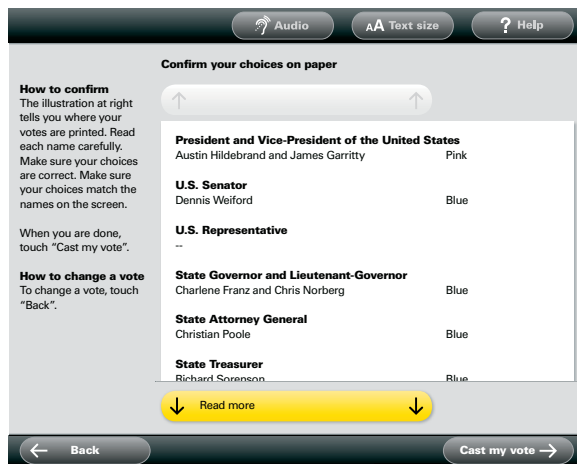 Audio
AA Text size
? Help
Confirm your choices on paper
How to confirm
The illustration at right
tells you where your
votes are printed. Read
each name carefully.
Make sure your choices
are correct. Make sure
your choices match the
names on the screen.
When you are done,
touch “Cast my vote”.
How to change a vote
To change a vote, touch
“Back”.
President and Vice-President of the United States
Austin Hildebrand and James Garritty Pink
U.S. Senator
Dennis Weiford Blue
U.S. Representative
--
State Governor and Lieutenant-Governor
Charlene Franz and Chris Norberg Blue
State Attorney General
Christian Poole Blue
State Treasurer
Richard Sorenson Blue
Read more
Back
Cast my vote